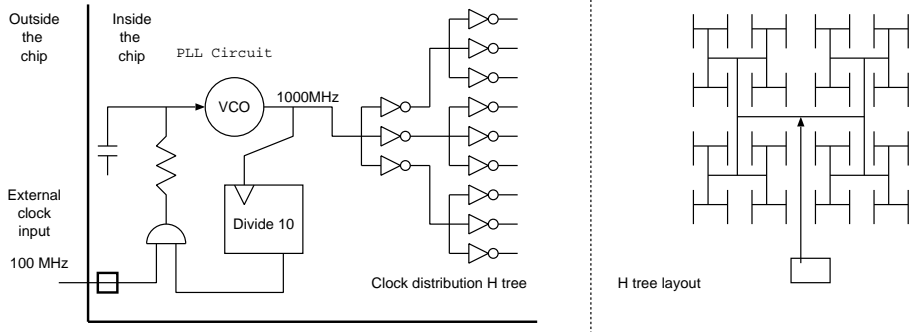 Outside
the
chip
Inside
the
chip
PLL Circuit
VCO
1000MHz
Divide 10
External
clock
input
100 MHz
Clock distribution H tree
H tree layout